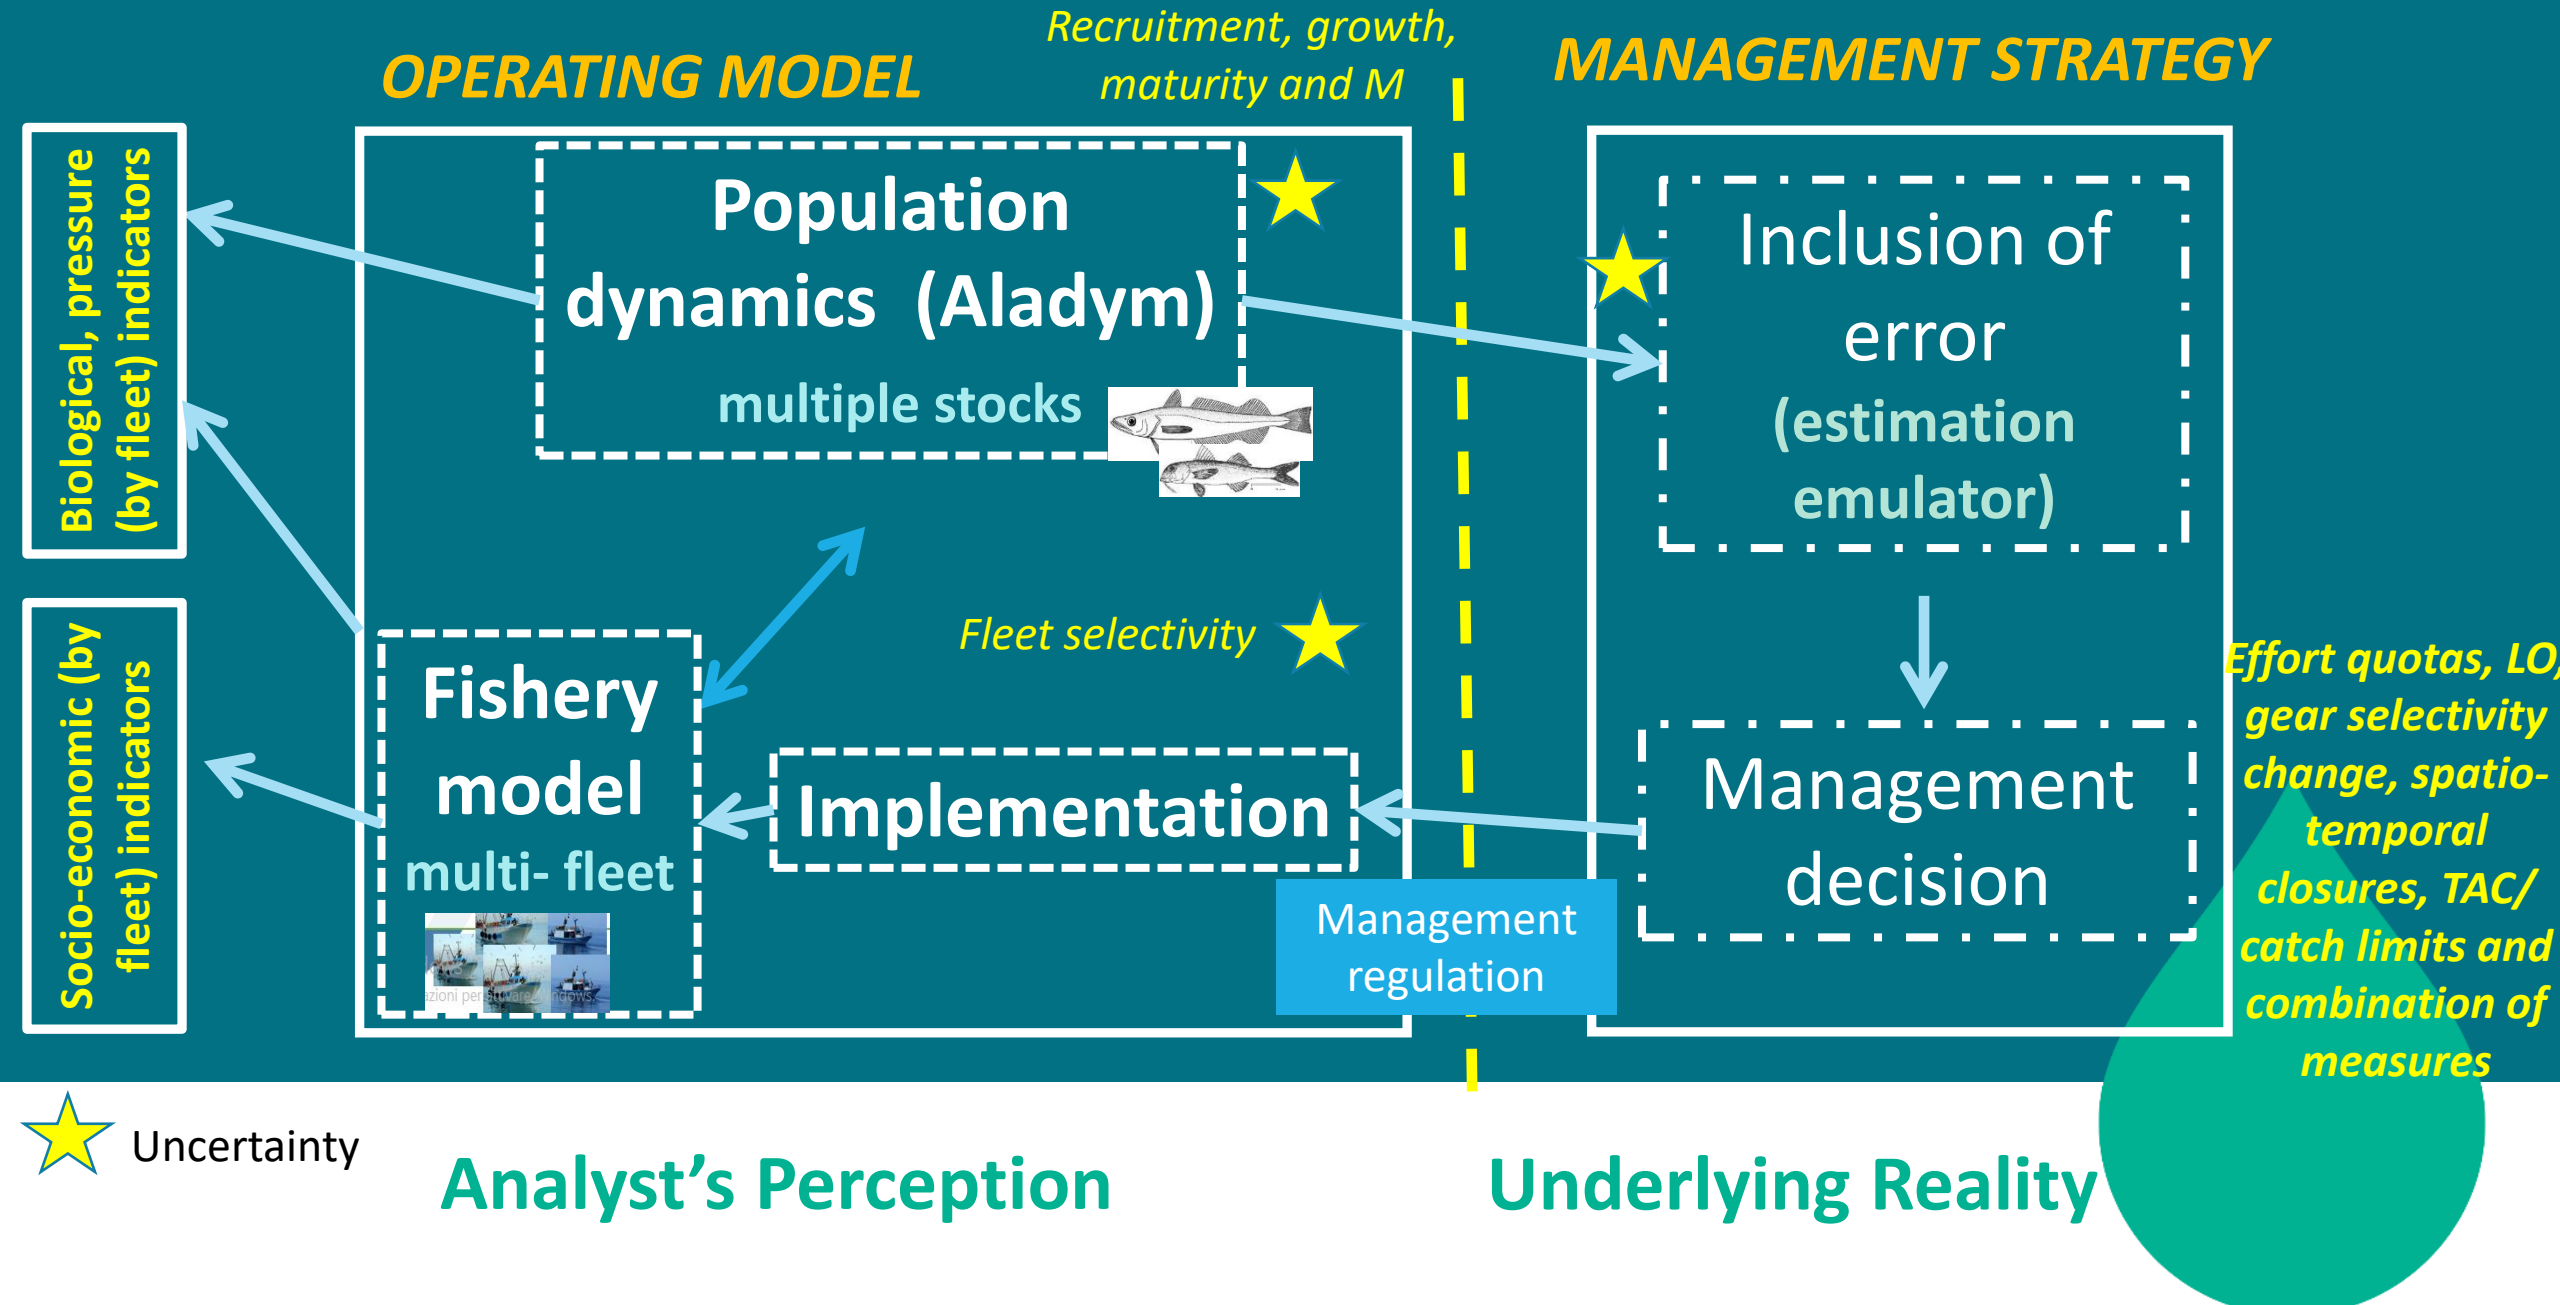 Recruitment, growth,
maturity and M
OPERATING MODEL
MANAGEMENT STRATEGY
Biological, pressure
(by fleet) indicators
Population
dynamics (Aladym)
multiple stocks
Inclusion of
error
(estimation
emulator)
Socio-economic (by
fleet) indicators
Fleet selectivity
Fishery
model
multi- fleet
Implementation
Management
decision
Management
regulation
Effort quotas, LO,
gear selectivity
change, spatio-
temporal
closures, TAC/
catch limits and
combination of
measures
Uncertainty
Analyst’s Perception
Underlying Reality